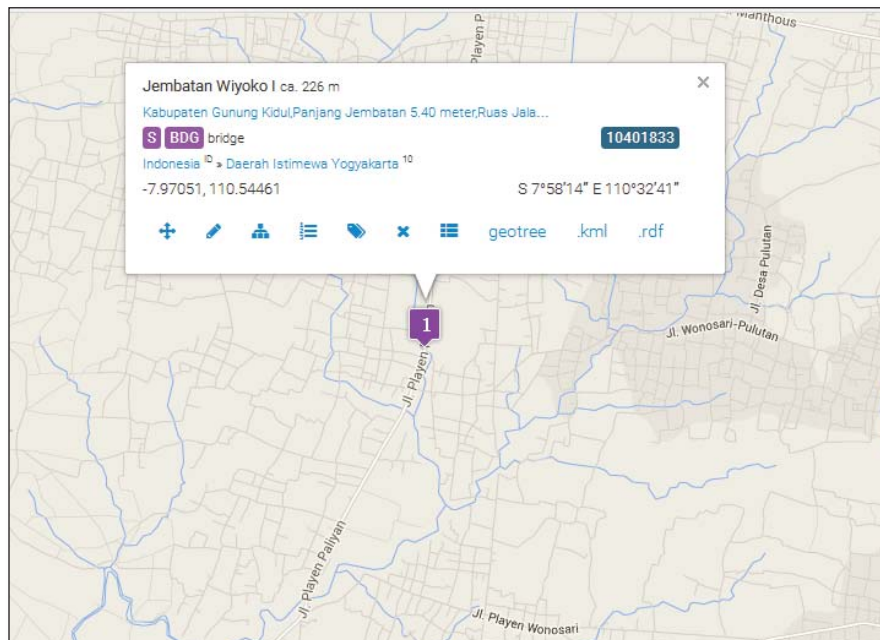 Manthous
Playen P
Jembatan Wiyoko I ca. 226 m
×
Kabupaten Gunung Kidul,Panjang Jembatan 5.40 meter,Ruas Jala...
S BDG bridge 10401833
Indonesia ID » Daerah Istimewa Yogyakarta 10
-7.97051, 110.54461 S 7°58′14″ E 110°32′41″
geotree .kml .rdf
Jl. Desa Pulutan
1
Jl. Wonosari-Pulutan
Jl. Playen
Jl. Playen Paliyan
Jl. Playen Wonosari